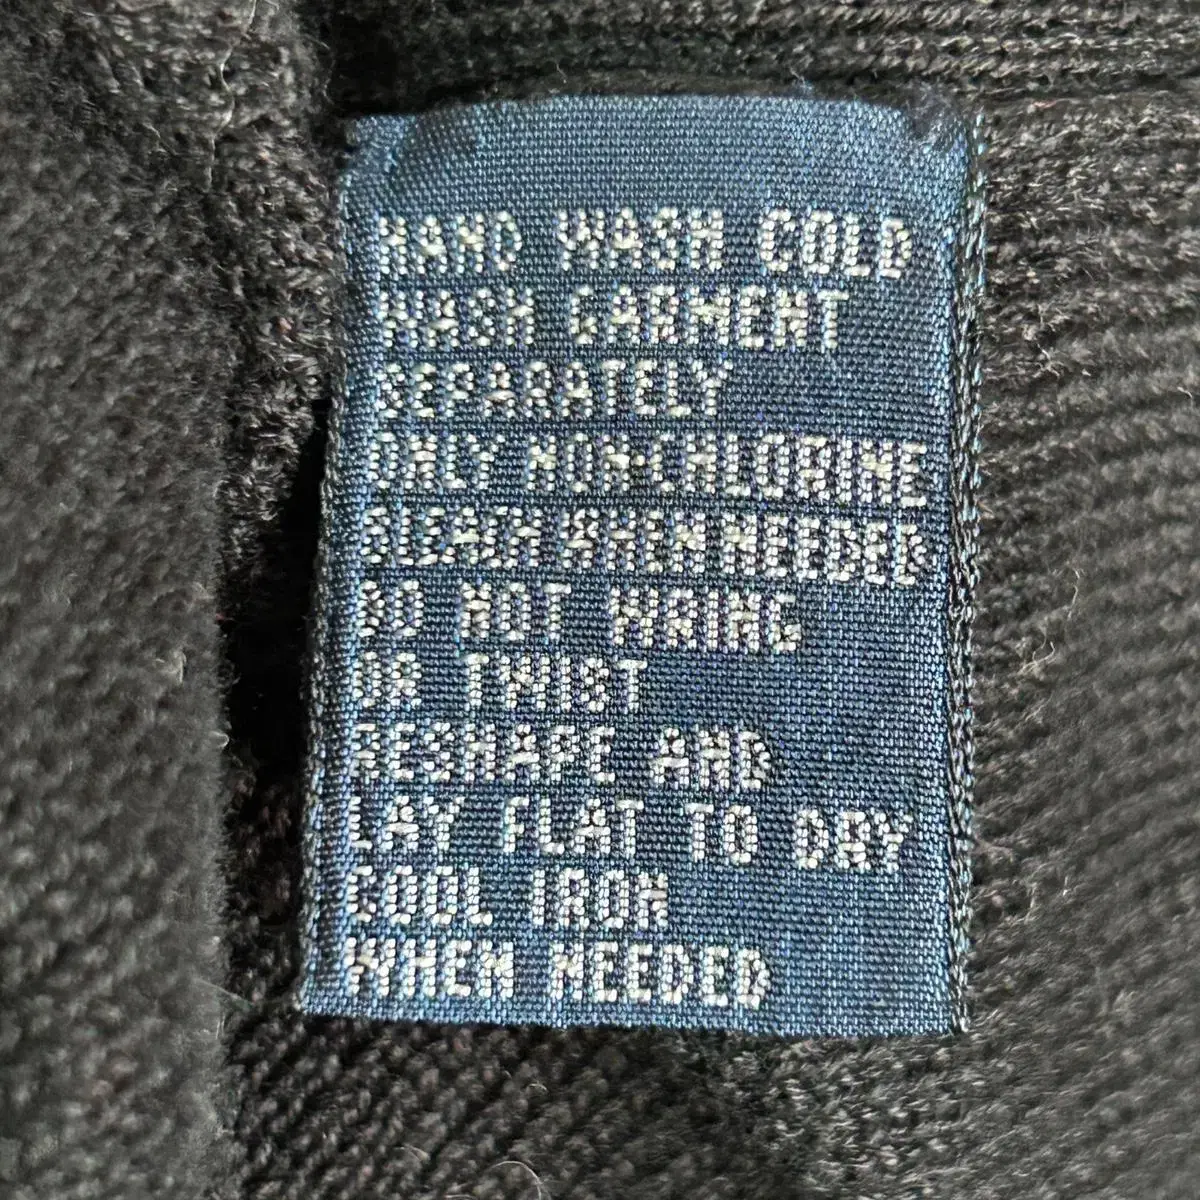 HAND WASH COLD
WASH GARMENT
SEPARATELY
ONLY NON-CHLORINE
BLEACH WHEN NEEDED
DO NOT WRING
OR TWIST
RESHAPE AND
LAY FLAT TO DRY
COOL IRON
WHEN NEEDED